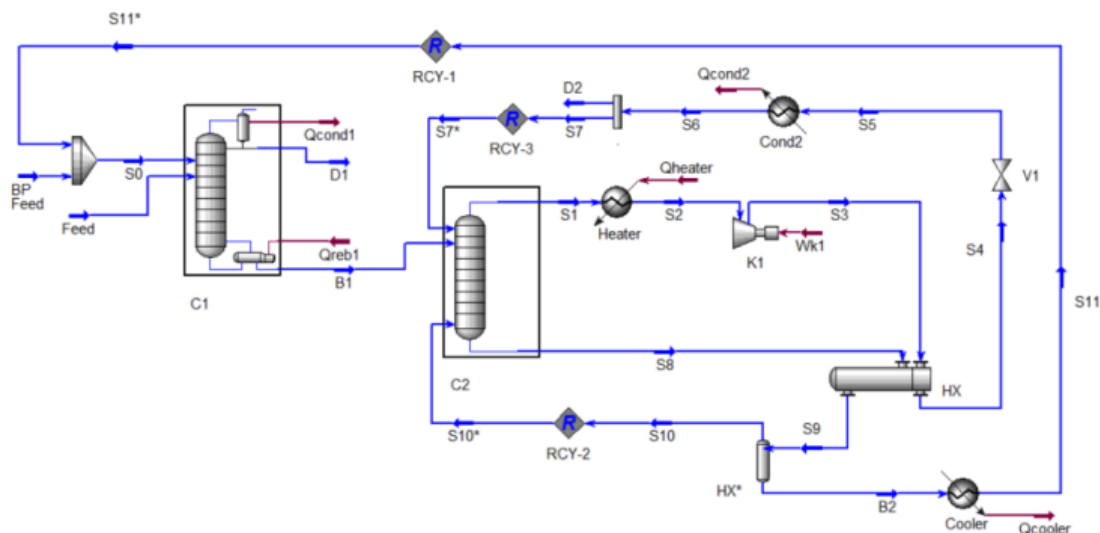 S11*
R
RCY-1
Qcond2
D2
S7*
R
S7
S6
S5
RCY-3
Cond2
V1
Qcond1
S0
D1
BP
Feed
Feed
Qheater
S1
S2
S3
Heater
K1
Wk1
S4
Qreb1
B1
C1
S11
S8
C2
HX
S10*
R
S10
S9
RCY-2
HX*
B2
Cooler
Qcooler